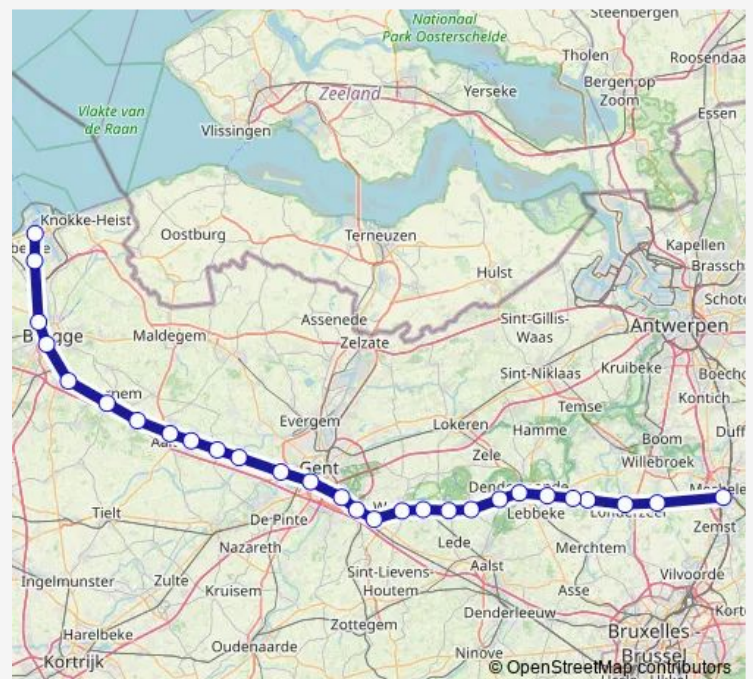 Nationaal
Park Oosterschelde
Steenbergen
Tholen
Roosendaa
Bergen op
Zoom
Zeeland
Yerseke
Essen
Vlakte van
de Raan
Vlissingen
Knokke-Heist
Oostburg
Terneuzen
Kapellen
Brassch
Hulst
Schot
Assenede
Sint-Gillis-
Waas
Antwerpen
Maldegem
Zelzate
Sint-Niklaas
Kruibeke
Boech
Temse
Kontich
Evergem
Lokeren
Hamme
Boom
Duff
Gent
Zele
Willebroek
Tielt
De Pinte
Lebbeke
Zemst
Nazareth
Lede
Merchtem
Aalst
Vilvoorde
Ingelmunster
Zulte
Kruisem
Sint-Lievens-
Houtem
Asse
Denderleeuw
Kort
Harelbeke
Zottegem
Bruxelles -
Brussel
Oudenaarde
Kortrijk
Ninove
© OpenStreetMap contributors